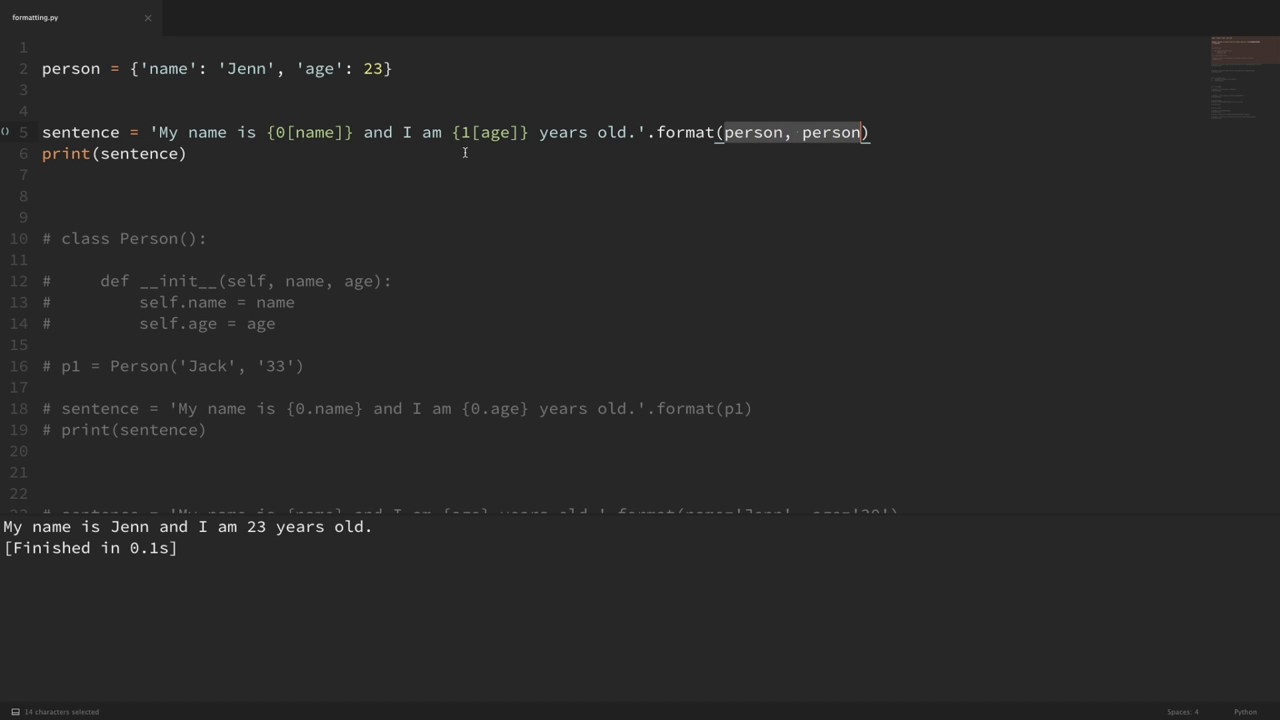 formatting.py ×
1
2 person = {'name': 'Jenn', 'age': 23}
3
4
() 5 sentence = 'My name is {0[name]} and I am {1[age]} years old.'.format(person, person)
6 print(sentence)
7
8
9
10 # class Person():
11
12 #     def __init__(self, name, age):
13 #         self.name = name
14 #         self.age = age
15
16 # p1 = Person('Jack', '33')
17
18 # sentence = 'My name is {0.name} and I am {0.age} years old.'.format(p1)
19 # print(sentence)
20
21
22
My name is Jenn and I am 23 years old.
[Finished in 0.1s]
14 characters selected Spaces: 4 Python